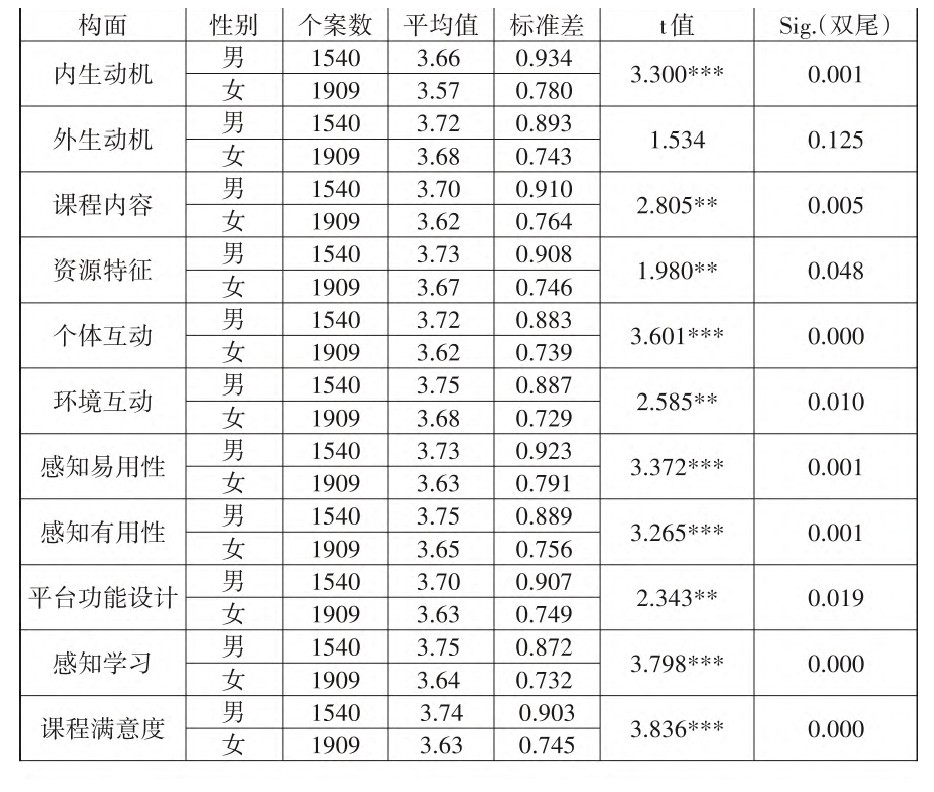 构面 性别 个案数 平均值 标准差 t值 Sig.(双尾)
内生动机 男 1540 3.66 0.934 3.300*** 0.001
女 1909 3.57 0.780
外生动机 男 1540 3.72 0.893 1.534 0.125
女 1909 3.68 0.743
课程内容 男 1540 3.70 0.910 2.805** 0.005
女 1909 3.62 0.764
资源特征 男 1540 3.73 0.908 1.980** 0.048
女 1909 3.67 0.746
个体互动 男 1540 3.72 0.883 3.601*** 0.000
女 1909 3.62 0.739
环境互动 男 1540 3.75 0.887 2.585** 0.010
女 1909 3.68 0.729
感知易用性 男 1540 3.73 0.923 3.372*** 0.001
女 1909 3.63 0.791
感知有用性 男 1540 3.75 0.889 3.265*** 0.001
女 1909 3.65 0.756
平台功能设计 男 1540 3.70 0.907 2.343** 0.019
女 1909 3.63 0.749
感知学习 男 1540 3.75 0.872 3.798*** 0.000
女 1909 3.64 0.732
课程满意度 男 1540 3.74 0.903 3.836*** 0.000
女 1909 3.63 0.745